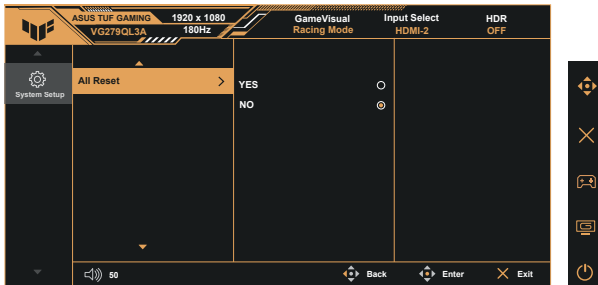 ASUS TUF GAMING 1920 x 1080 GameVisual Input Select HDR
VG279QL3A 180Hz Racing Mode HDMI-2 OFF
System Setup
All Reset
YES
NO
50 Back Enter Exit